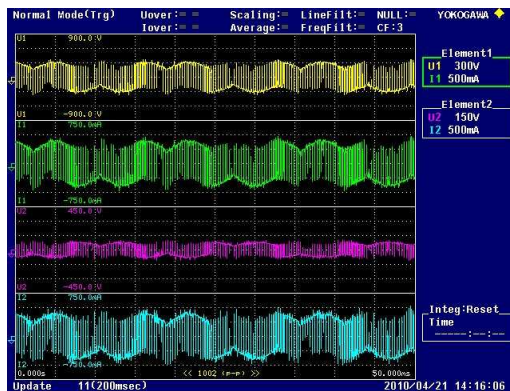 Normal Mode(Trg) Uover:= = Scaling:= LineFilt:= NULL:= YOKOGAWA
Iover:= = Average:= FreqFilt:= CF:3
U1 900.0 V
U1 -900.0 V
I1 750.0mA
I1 -750.0mA
U2 450.0 V
U2 -450.0 V
I2 750.0mA
I2 -750.0mA
0.000s << 1002 (p-p) >> 50.000ms
Element1
U1 300V
I1 500mA
Element2
U2 150V
I2 500mA
Integ:Reset
Time
-----:--:--
Update 11(200msec) 2010/04/21 14:16:06